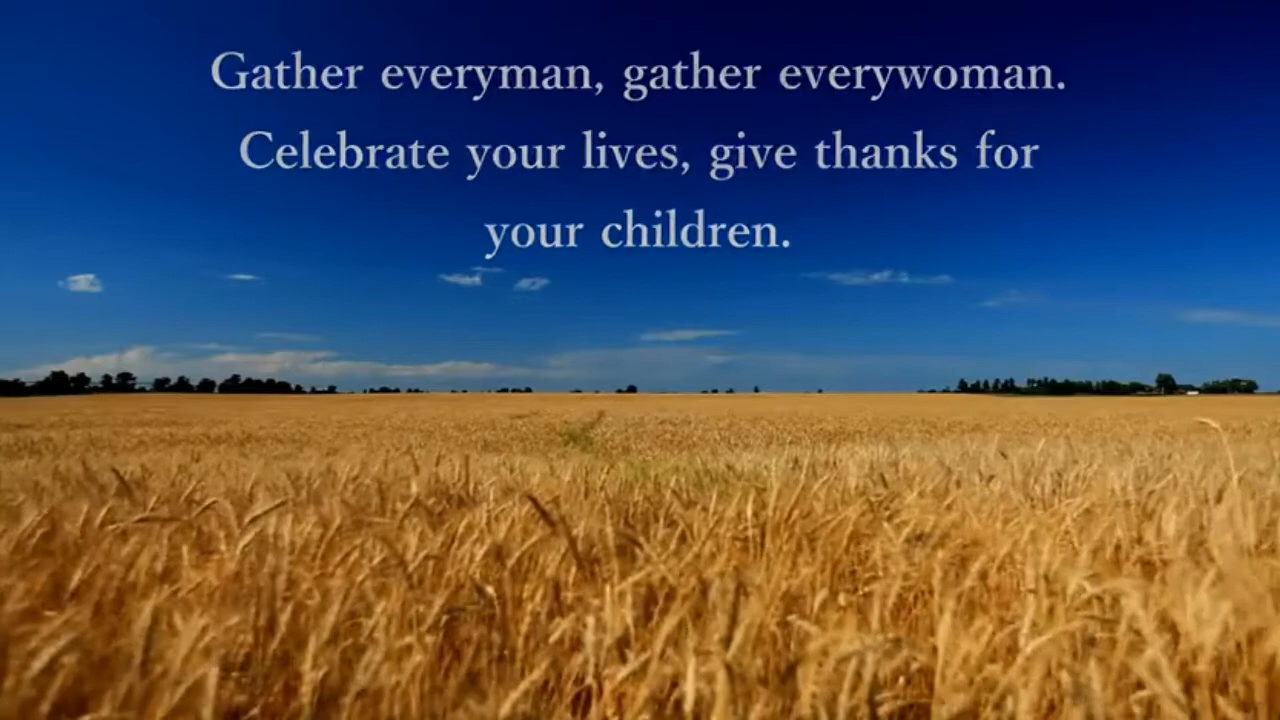 Gather everyman, gather everywoman.
Celebrate your lives, give thanks for
your children.